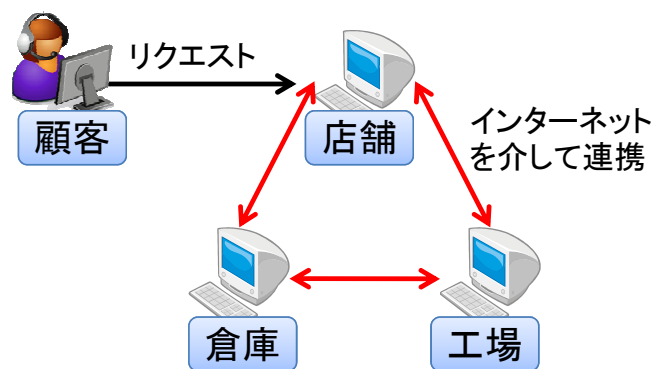 リクエスト
顧客
店舗
インターネット
を介して連携
倉庫
工場